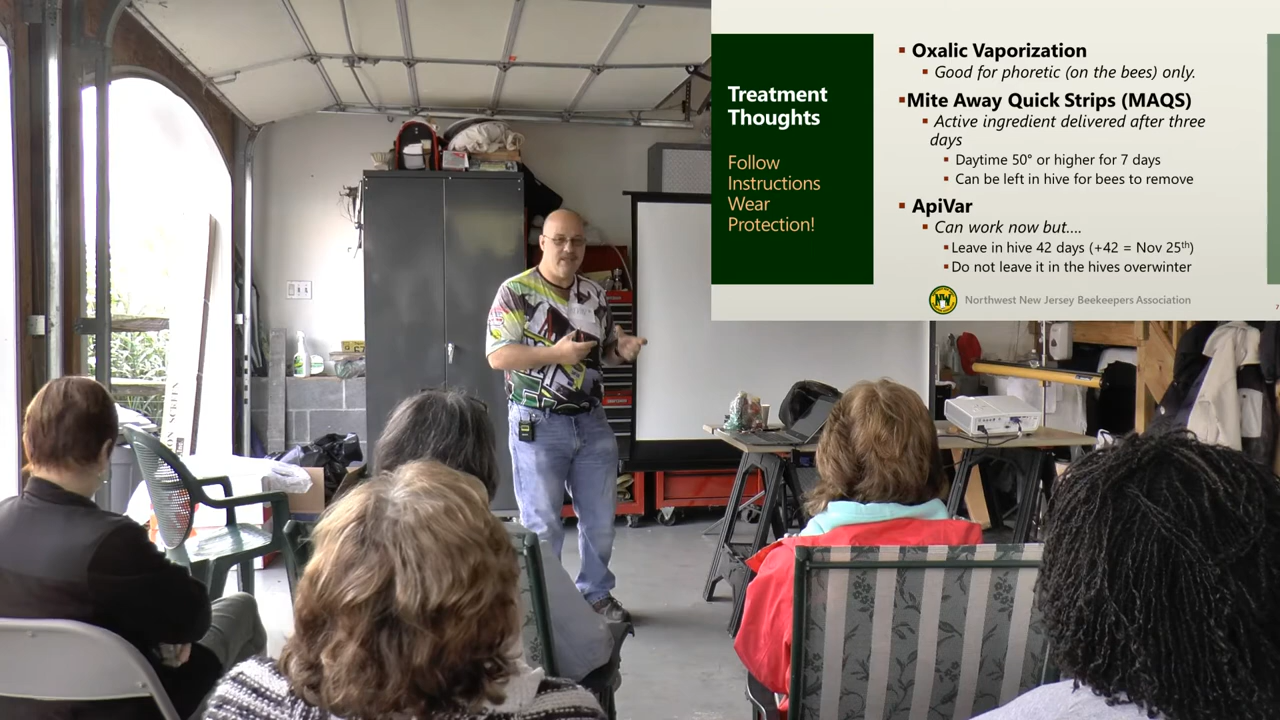 Treatment
Thoughts
Follow
Instructions
Wear
Protection!
▪ Oxalic Vaporization
▪ Good for phoretic (on the bees) only.
▪Mite Away Quick Strips (MAQS)
▪ Active ingredient delivered after three
days
▪ Daytime 50° or higher for 7 days
▪ Can be left in hive for bees to remove
▪ ApiVar
▪ Can work now but....
▪Leave in hive 42 days (+42 = Nov 25th)
▪Do not leave it in the hives overwinter
NW
Northwest New Jersey Beekeepers Association
7